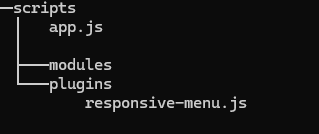 scripts
app.js
modules
plugins
responsive-menu.js